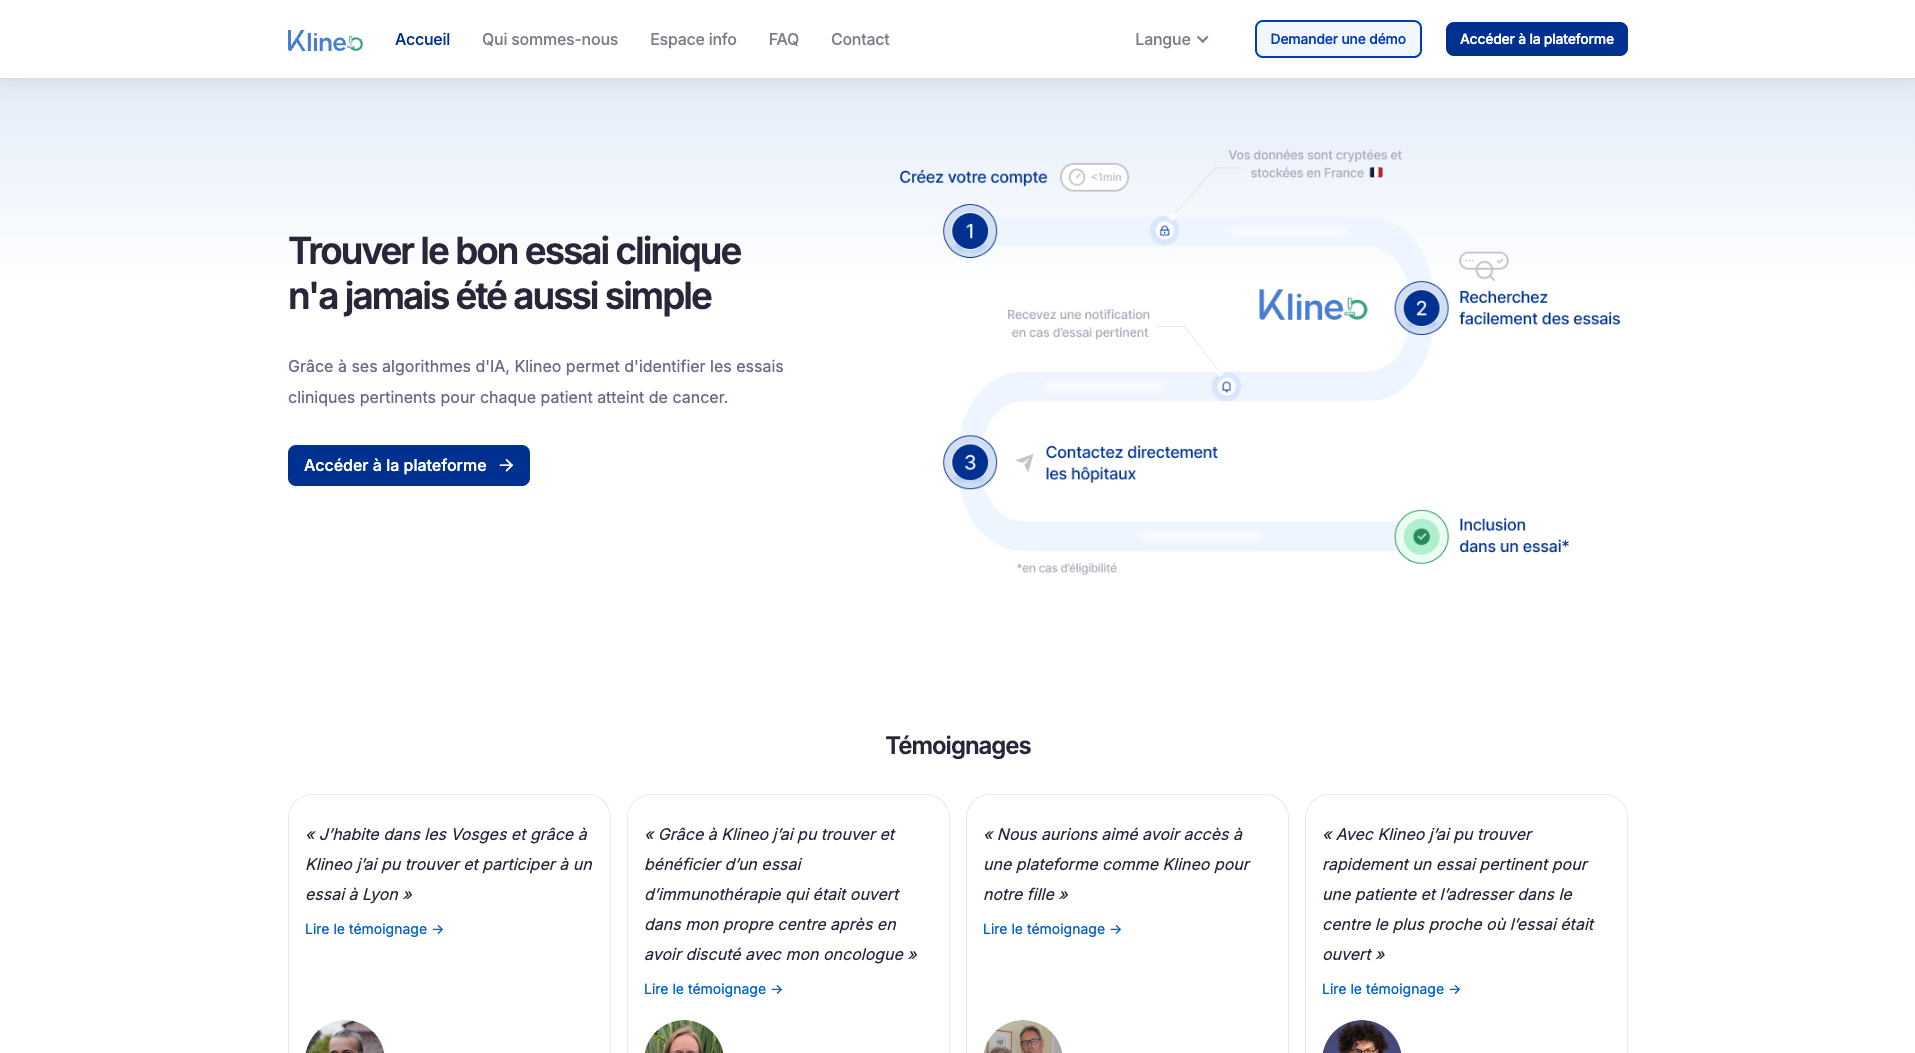 Klineo
Accueil
Qui sommes-nous
Espace info
FAQ
Contact
Langue
Demander une démo
Accéder à la plateforme
Trouver le bon essai clinique
n'a jamais été aussi simple
Grâce à ses algorithmes d'IA, Klineo permet d'identifier les essais
cliniques pertinents pour chaque patient atteint de cancer.
Accéder à la plateforme →
Créez votre compte
<1min
Vos données sont cryptées et
stockées en France
1
Klineo
2
Recherchez
facilement des essais
Recevez une notification
en cas d'essai pertinent
3
Contactez directement
les hôpitaux
Inclusion
dans un essai*
*en cas d'éligibilité
Témoignages
« J’habite dans les Vosges et grâce à
Klineo j’ai pu trouver et participer à un
essai à Lyon »
Lire le témoignage →
« Grâce à Klineo j’ai pu trouver et
bénéficier d’un essai
d’immunothérapie qui était ouvert
dans mon propre centre après en
avoir discuté avec mon oncologue »
Lire le témoignage →
« Nous aurions aimé avoir accès à
une plateforme comme Klineo pour
notre fille »
Lire le témoignage →
« Avec Klineo j’ai pu trouver
rapidement un essai pertinent pour
une patiente et l’adresser dans le
centre le plus proche où l’essai était
ouvert »
Lire le témoignage →